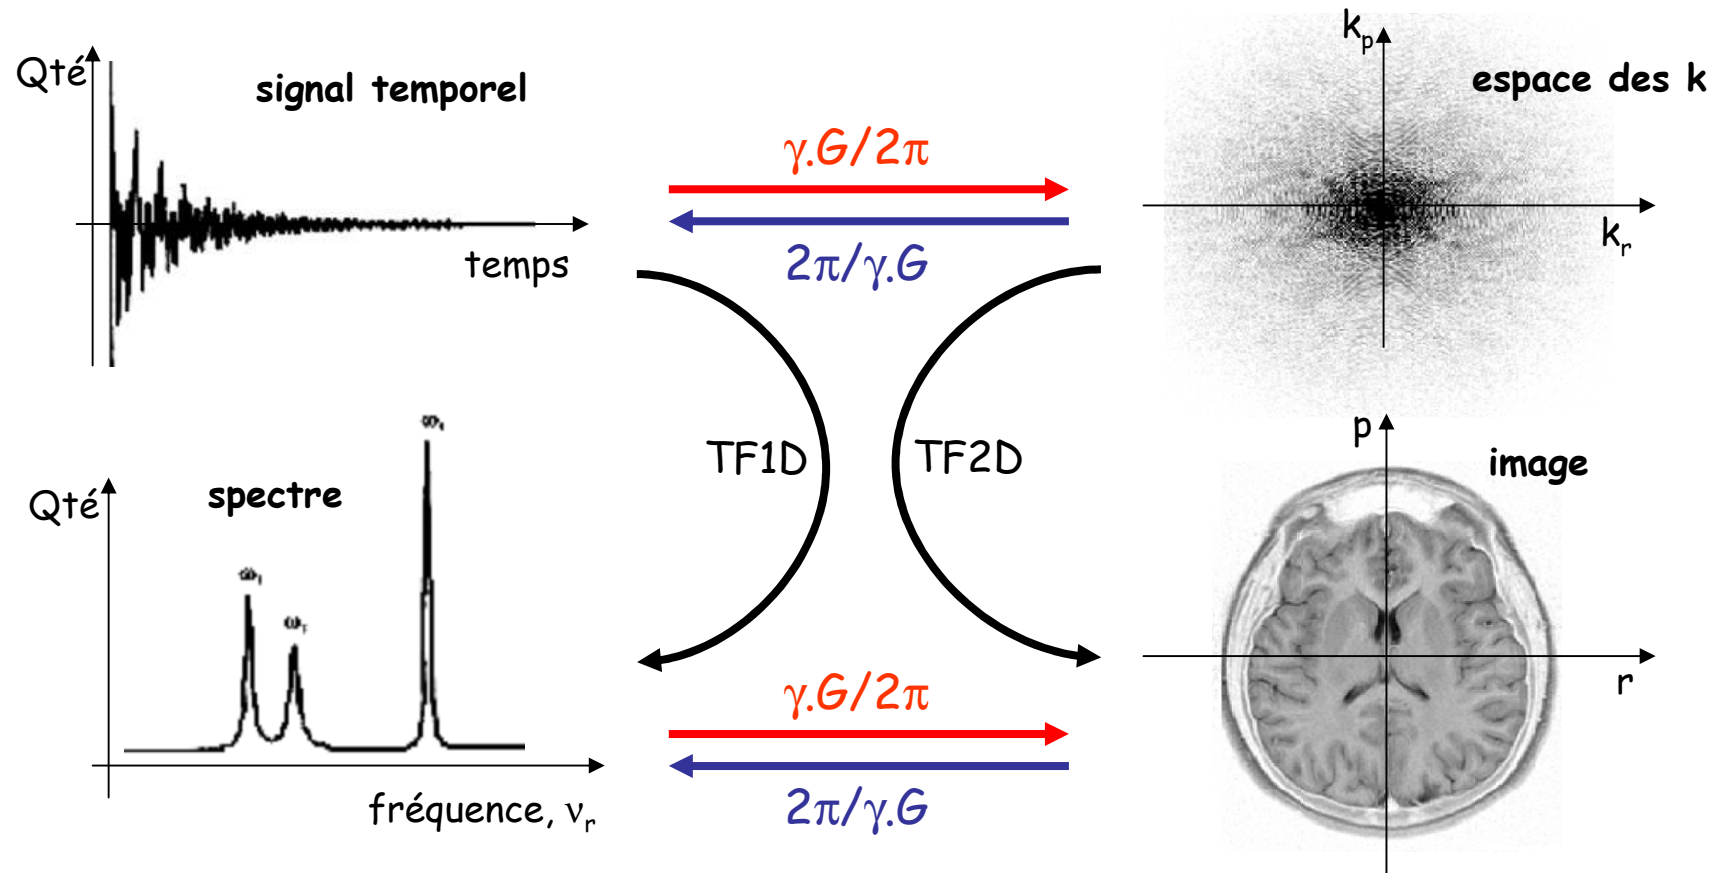 Qté
signal temporel
temps
γ.G/2π
2π/γ.G
kp
espace des k
kr
TF1D
TF2D
Qté
spectre
fréquence, νr
γ.G/2π
2π/γ.G
p
image
r